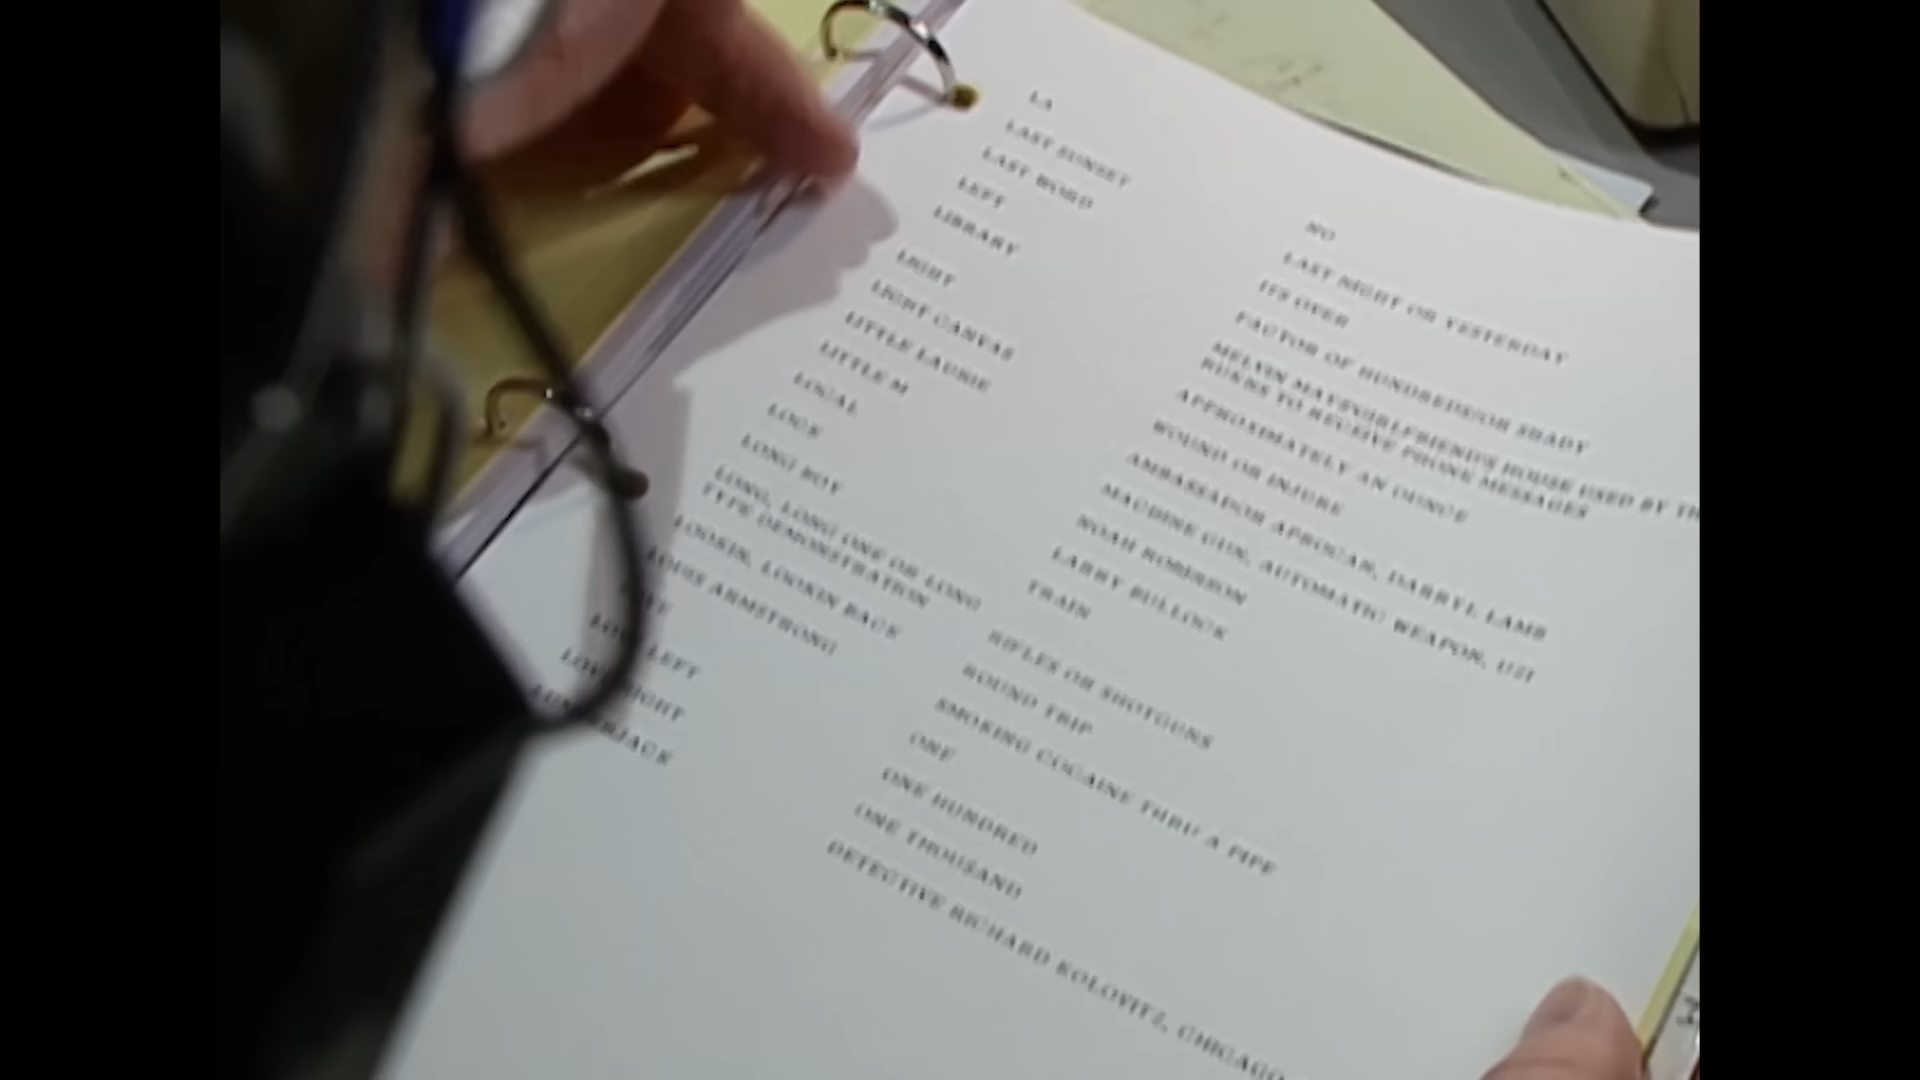 LA
LAST SUNSET
LAST WORD
LEFT
LIBRARY
LIGHT
LIGHT CANVAS
LITTLE LAURIE
LITTLE M
LOCAL
LONG BOY
LONG, LONG ONE OR LONG
TYPE DEMONSTRATION
LOOKIN, LOOKIN BACK
LOUIS ARMSTRONG
LEFT
NO
LAST NIGHT OR YESTERDAY
ITS OVER
FACTOR OF HUNDREDS/OR SHADY
MELVIN MAYES/GIRLFRIEND'S HOUSE USED BY TH
RUKNS TO RECEIVE PHONE MESSAGES
APPROXIMATELY AN OUNCE
WOUND OR INJURE
AMBASSADOR APROCAN, DARRYL LAMB
MACHINE GUN, AUTOMATIC WEAPON, UZI
NOAH ROBINSON
LARRY BULLOCK
TRAIN
RIFLES OR SHOTGUNS
ROUND TRIP
SMOKING COCAINE THRU A PIPE
ONE
ONE HUNDRED
ONE THOUSAND
DETECTIVE RICHARD KOLOVITZ, CHICAGO